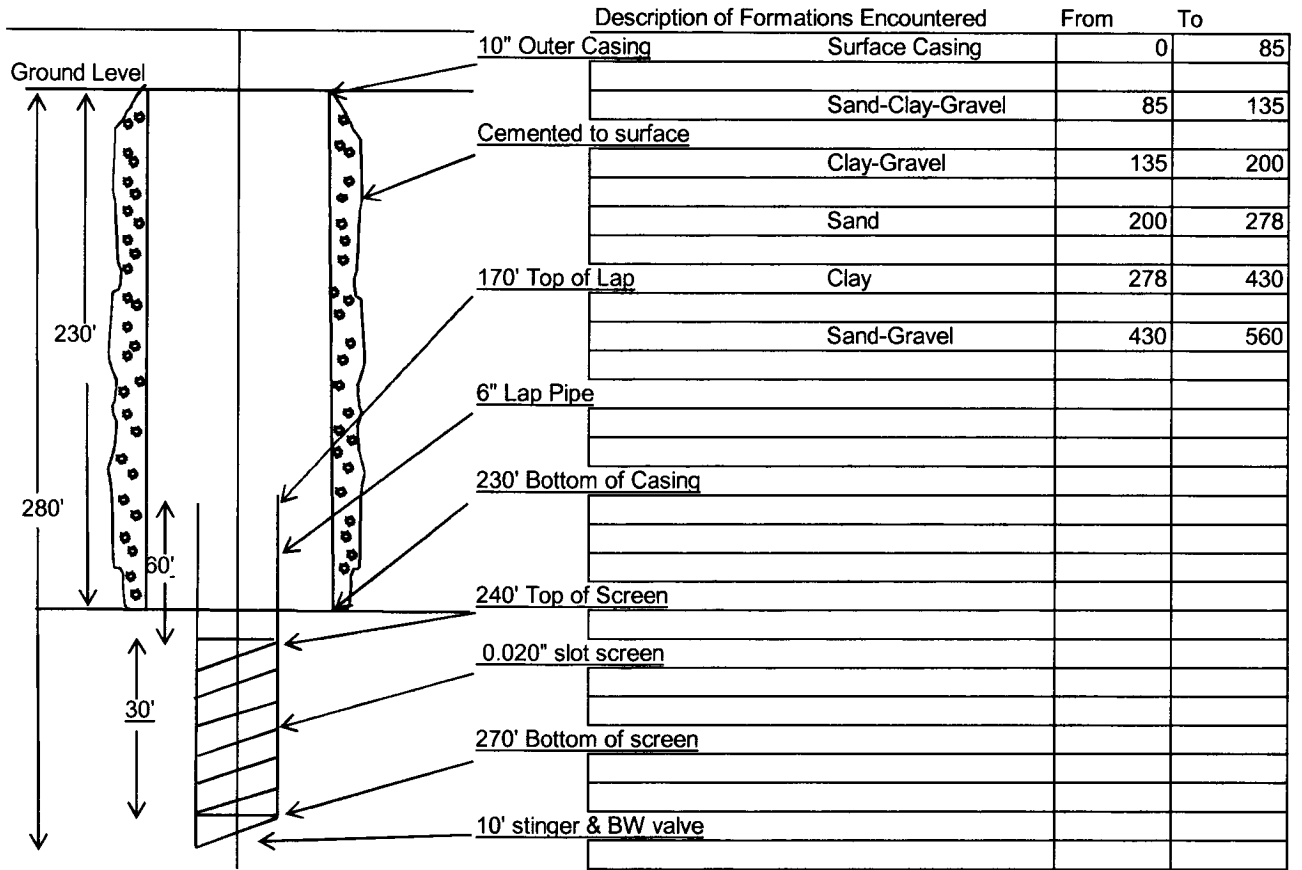 Description of Formations Encountered From To
10" Outer Casing Surface Casing 0 85
Ground Level
Sand-Clay-Gravel 85 135
Cemented to surface
Clay-Gravel 135 200
Sand 200 278
170' Top of Lap Clay 278 430
230'
Sand-Gravel 430 560
6" Lap Pipe
230' Bottom of Casing
280'
60'
240' Top of Screen
0.020" slot screen
30'
270' Bottom of screen
10' stinger & BW valve